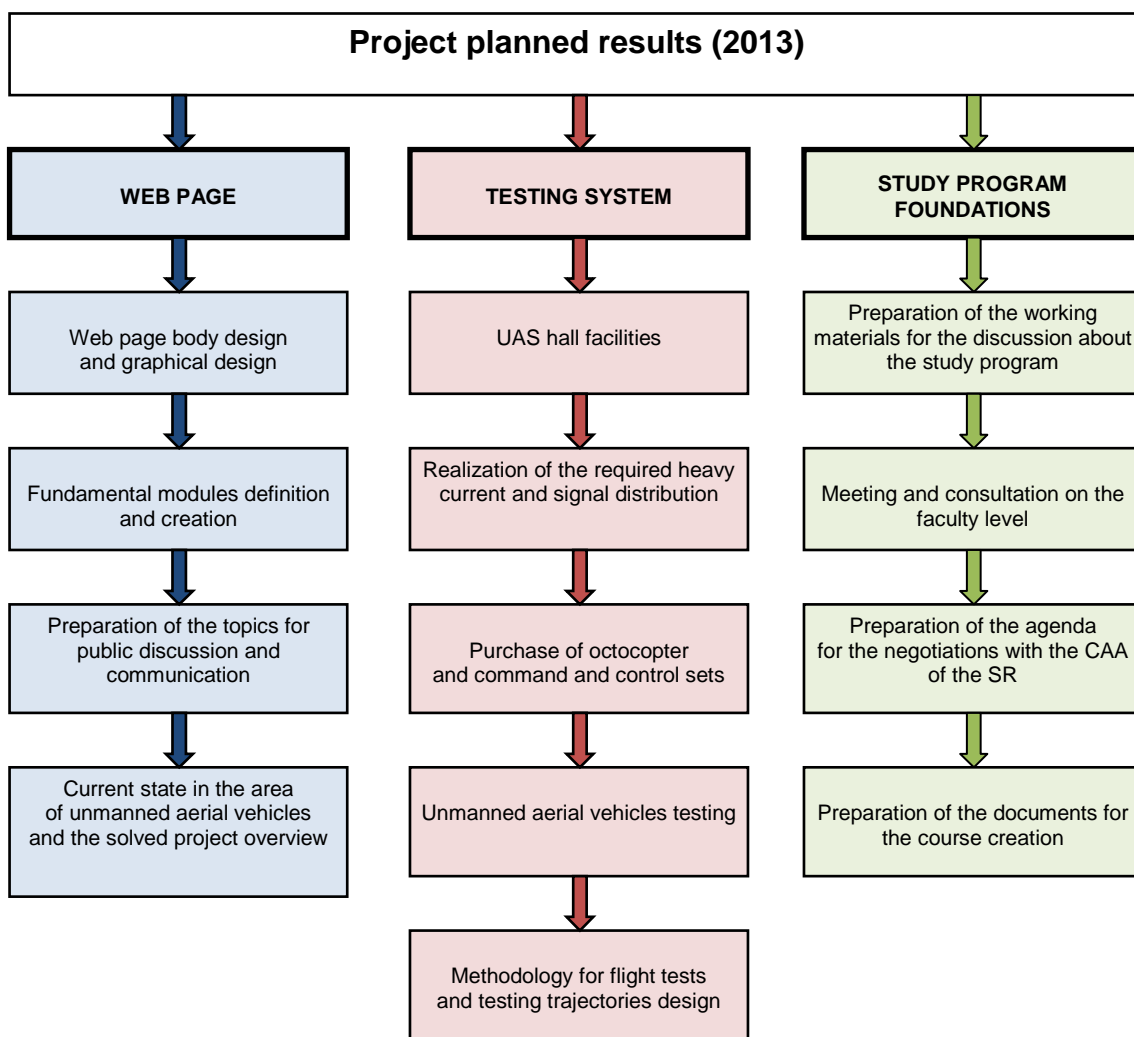 Project planned results (2013)
WEB PAGE
Web page body design
and graphical design
Fundamental modules definition
and creation
Preparation of the topics for
public discussion and
communication
Current state in the area
of unmanned aerial vehicles
and the solved project overview
TESTING SYSTEM
UAS hall facilities
Realization of the required heavy
current and signal distribution
Purchase of octocopter
and command and control sets
Unmanned aerial vehicles testing
Methodology for flight tests
and testing trajectories design
STUDY PROGRAM
FOUNDATIONS
Preparation of the working
materials for the discussion about
the study program
Meeting and consultation on the
faculty level
Preparation of the agenda
for the negotiations with the CAA
of the SR
Preparation of the documents for
the course creation